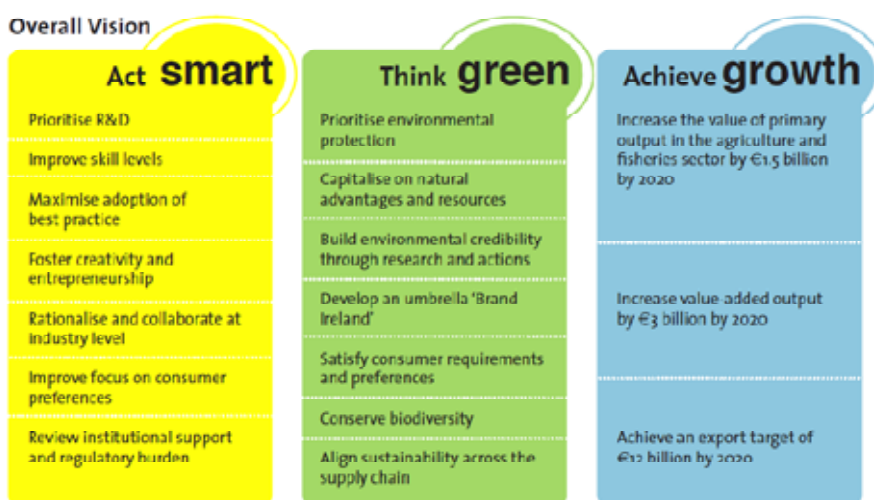 Overall Vision
Act smart
Prioritise R&D
Improve skill levels
Maximise adoption of
best practice
Foster creativity and
entrepreneurship
Rationalise and collaborate at
industry level
Improve focus on consumer
preferences
Review institutional support
and regulatory burden
Think green
Prioritise environmental
protection
Capitalise on natural
advantages and resources
Build environmental credibility
through research and actions
Develop an umbrella ‘Brand
Ireland’
Satisfy consumer requirements
and preferences
Conserve biodiversity
Align sustainability across the
supply chain
Achieve growth
Increase the value of primary
output in the agriculture and
fisheries sector by €1.5 billion
by 2020
Increase value-added output
by €3 billion by 2020
Achieve an export target of
€12 billion by 2020